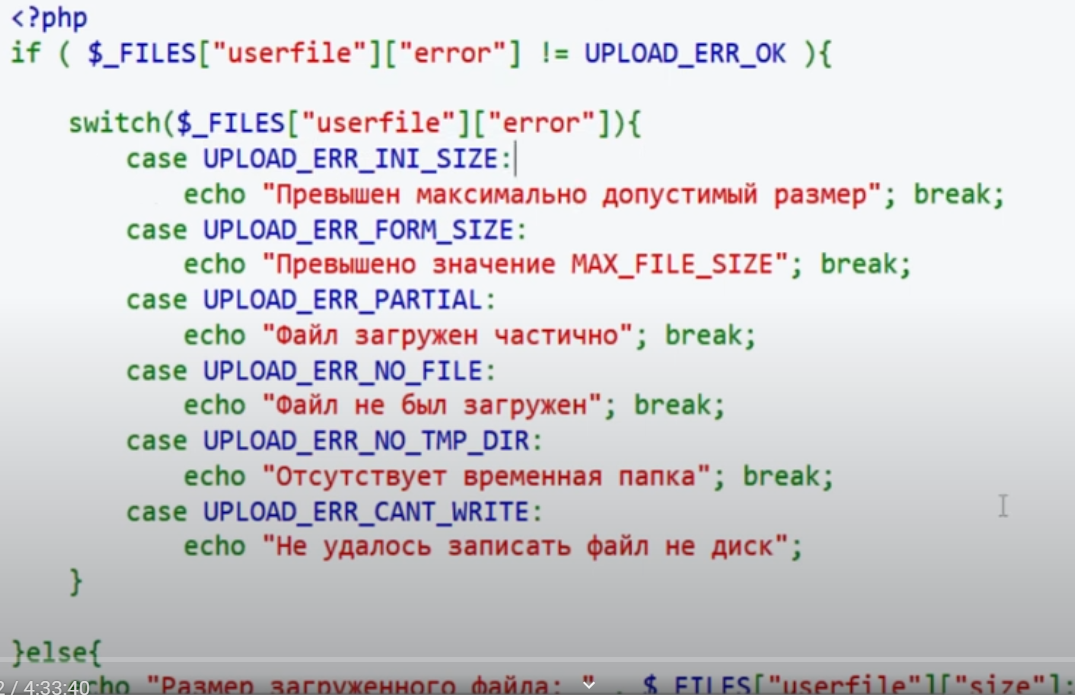 <?php
if ( $_FILES["userfile"]["error"] != UPLOAD_ERR_OK ){
switch($_FILES["userfile"]["error"]){
case UPLOAD_ERR_INI_SIZE:
echo "Превышен максимально допустимый размер"; break;
case UPLOAD_ERR_FORM_SIZE:
echo "Превышено значение MAX_FILE_SIZE"; break;
case UPLOAD_ERR_PARTIAL:
echo "Файл загружен частично"; break;
case UPLOAD_ERR_NO_FILE:
echo "Файл не был загружен"; break;
case UPLOAD_ERR_NO_TMP_DIR:
echo "Отсутствует временная папка"; break;
case UPLOAD_ERR_CANT_WRITE:
echo "Не удалось записать файл не диск";
}
}else{
echo "Размер загруженного файла: " . $_FILES["userfile"]["size"];
/ 4:33:40